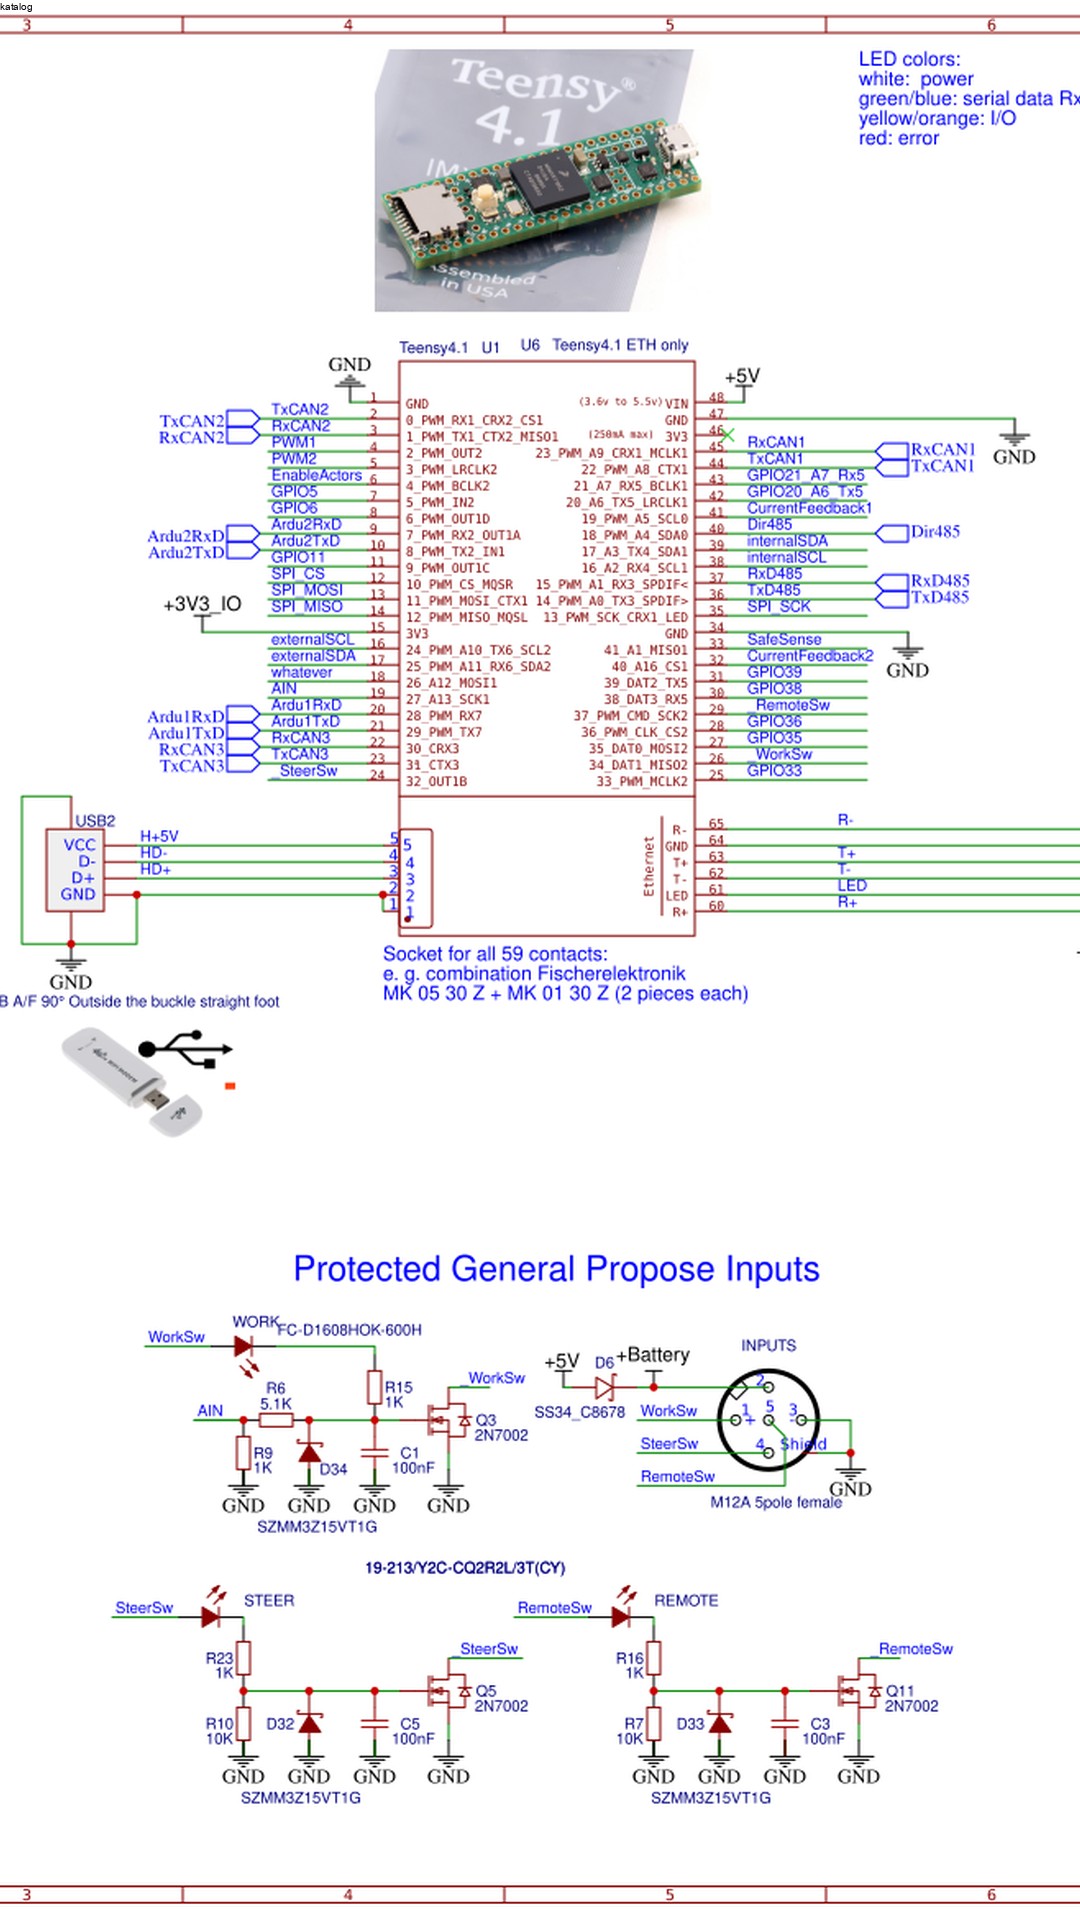 katalog
3 4 5 6
LED colors:
white: power
green/blue: serial data Rx
yellow/orange: I/O
red: error
Teensy®
4.1
IM
Assembled
in USA
Teensy4.1 U1 U6 Teensy4.1 ETH only
GND
+5V
TxCAN2 TxCAN2
RxCAN2 RxCAN2
PWM1
PWM2
EnableActors
GPIO5
GPIO6
Ardu2RxD Ardu2RxD
Ardu2TxD Ardu2TxD
GPIO11
SPI_CS
SPI_MOSI
SPI_MISO
+3V3_IO
externalSCL
externalSDA
whatever
AIN
Ardu1RxD Ardu1RxD
Ardu1TxD Ardu1TxD
RxCAN3 RxCAN3
TxCAN3 TxCAN3
_SteerSw
1 GND (3.6v to 5.5v) VIN 48
2 0_PWM_RX1_CRX2_CS1 GND 47
3 1_PWM_TX1_CTX2_MISO1 (250mA max) 3V3 46
4 2_PWM_OUT2 23_PWM_A9_CRX1_MCLK1 45
5 3_PWM_LRCLK2 22_PWM_A8_CTX1 44
6 4_PWM_BCLK2 21_A7_RX5_BCLK1 43
7 5_PWM_IN2 20_A6_TX5_LRCLK1 42
8 6_PWM_OUT1D 19_PWM_A5_SCL0 41
9 7_PWM_RX2_OUT1A 18_PWM_A4_SDA0 40
10 8_PWM_TX2_IN1 17_A3_TX4_SDA1 39
11 9_PWM_OUT1C 16_A2_RX4_SCL1 38
12 10_PWM_CS_MQSR 15_PWM_A1_RX3_SPDIF< 37
13 11_PWM_MOSI_CTX1 14_PWM_A0_TX3_SPDIF> 36
14 12_PWM_MISO_MQSL 13_PWM_SCK_CRX1_LED 35
15 3V3 GND 34
16 24_PWM_A10_TX6_SCL2 41_A1_MISO1 33
17 25_PWM_A11_RX6_SDA2 40_A16_CS1 32
18 26_A12_MOSI1 39_DAT2_TX5 31
19 27_A13_SCK1 38_DAT3_RX5 30
20 28_PWM_RX7 37_PWM_CMD_SCK2 29
21 29_PWM_TX7 36_PWM_CLK_CS2 28
22 30_CRX3 35_DAT0_MOSI2 27
23 31_CTX3 34_DAT1_MISO2 26
24 32_OUT1B 33_PWM_MCLK2 25
GND
RxCAN1 RxCAN1
TxCAN1 TxCAN1
GPIO21_A7_Rx5
GPIO20_A6_Tx5
CurrentFeedback1
Dir485 Dir485
internalSDA
internalSCL
RxD485 RxD485
TxD485 TxD485
SPI_SCK
SafeSense
CurrentFeedback2
GND
GPIO39
GPIO38
_RemoteSw
GPIO36
GPIO35
_WorkSw
GPIO33
USB2
VCC H+5V 5 5
D- HD- 4 4
D+ HD+ 3 3
GND 2 2
1 1
GND
Ethernet
R- 65 R-
GND 64
T+ 63 T+
T- 62 T-
LED 61 LED
R+ 60 R+
Socket for all 59 contacts:
e. g. combination Fischerelektronik
MK 05 30 Z + MK 01 30 Z (2 pieces each)
B A/F 90° Outside the buckle straight foot
Protected General Propose Inputs
WorkSw WORK FC-D1608HOK-600H
R15
1K
_WorkSw
Q3
2N7002
AIN R6
5.1K
R9
1K
D34
C1
100nF
GND GND GND GND
SZMM3Z15VT1G
+5V D6 +Battery
SS34_C8678
INPUTS
WorkSw
SteerSw
RemoteSw
2
1 + 5 3 -
4 Shield
GND
M12A 5pole female
19-213/Y2C-CQ2R2L/3T(CY)
SteerSw STEER
R23
1K
_SteerSw
Q5
2N7002
R10
10K
D32
C5
100nF
GND GND GND GND
SZMM3Z15VT1G
RemoteSw REMOTE
R16
1K
_RemoteSw
Q11
2N7002
R7
10K
D33
C3
100nF
GND GND GND GND
SZMM3Z15VT1G
3 4 5 6